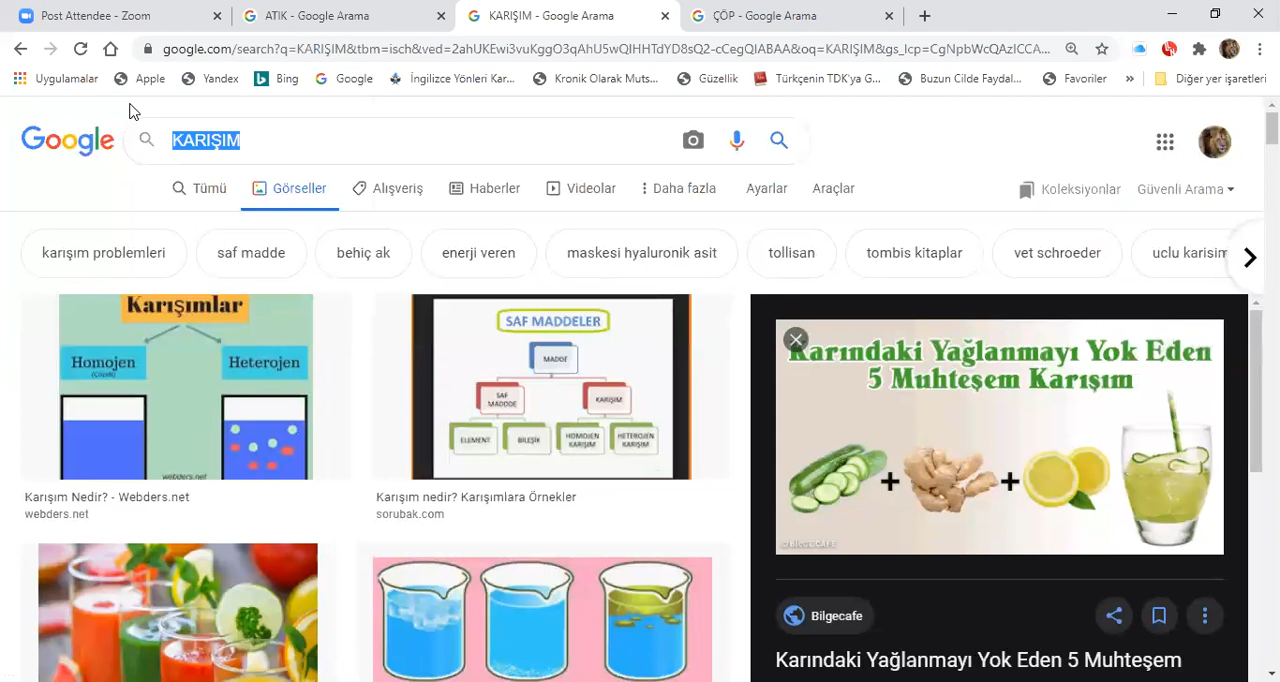 Post Attendee - Zoom
ATIK - Google Arama
KARIŞIM - Google Arama
ÇÖP - Google Arama
google.com/search?q=KARIŞIM&tbm=isch&ved=2ahUKEwi3vuKggO3qAhU5wQIHHTdYD8sQ2-cCegQIABAA&oq=KARIŞIM&gs_lcp=CgNpbWcQAzICCA...
Uygulamalar
Apple
Yandex
Bing
Google
İngilizce Yönleri Kar...
Kronik Olarak Muts...
Güzellik
Türkçenin TDK'ya G...
Buzun Cilde Faydal...
Favoriler
»
Diğer yer işaretleri
Google
KARIŞIM
Tümü
Görseller
Alışveriş
Haberler
Videolar
Daha fazla
Ayarlar
Araçlar
Koleksiyonlar
Güvenli Arama
karışım problemleri
saf madde
behiç ak
enerji veren
maskesi hyaluronik asit
tollisan
tombis kitaplar
vet schroeder
uclu karisim
Karışımlar
Homojen
Heterojen
webders.net
Karışım Nedir? - Webders.net
webders.net
SAF MADDELER
MADDE
SAF
MADDDE
KARIŞIM
ELEMENT
BİLEŞİK
HOMOJEN
KARIŞIM
HETEROJEN
KARIŞIM
Karışım nedir? Karışımlara Örnekler
sorubak.com
Karındaki Yağlanmayı Yok Eden
5 Muhteşem Karışım
+
+
Bilgecafe
Karındaki Yağlanmayı Yok Eden 5 Muhteşem